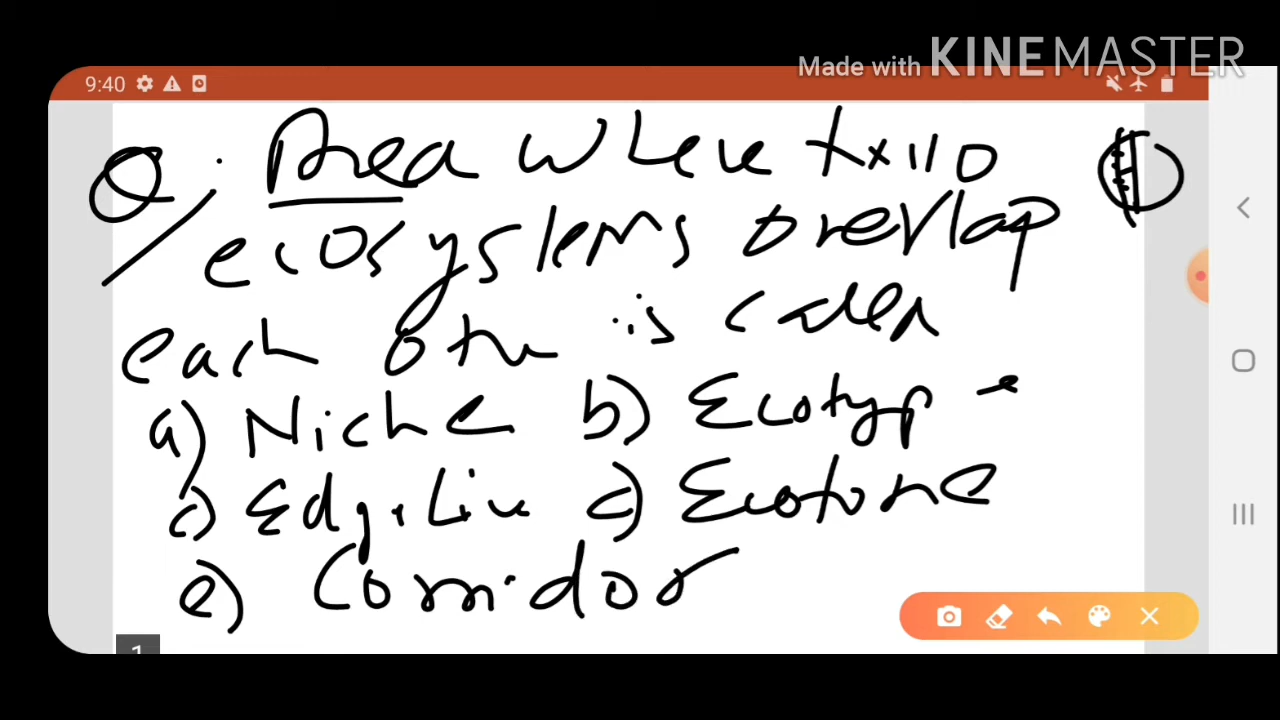 Made with KINEMASTER
9:40
Q. Area where two
ecosystems overlap
each other is called
a) Niche b) Ecotype
c) Edge Line c) Ecotone
e) Corridor
1